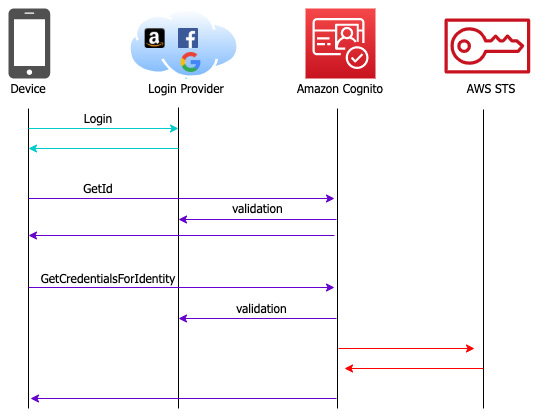 Device
Login Provider
Amazon Cognito
AWS STS
Login
GetId
validation
GetCredentialsForIdentity
validation